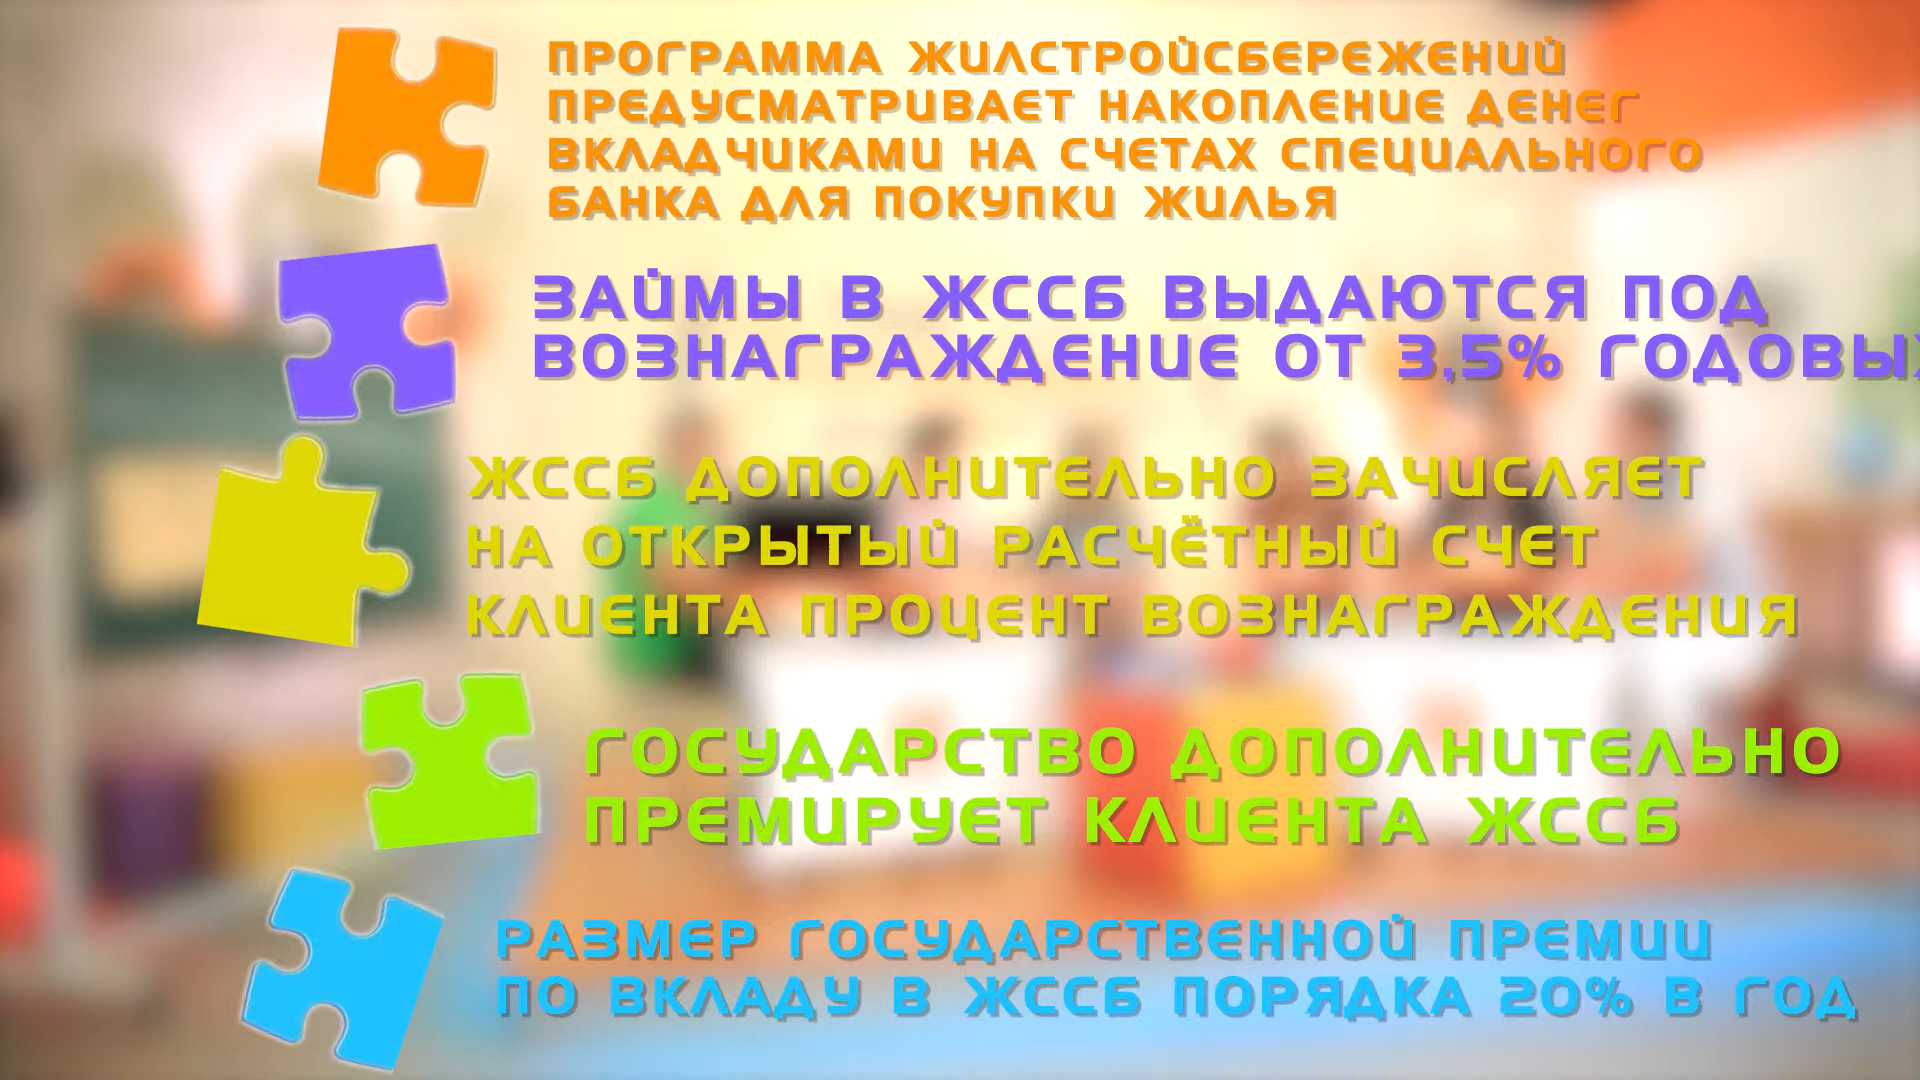 ПРОГРАММА ЖИЛСТРОЙСБЕРЕЖЕНИЙ
ПРЕДУСМАТРИВАЕТ НАКОПЛЕНИЕ ДЕНЕГ
ВКЛАДЧИКАМИ НА СЧЕТАХ СПЕЦИАЛЬНОГО
БАНКА ДЛЯ ПОКУПКИ ЖИЛЬЯ
ЗАЙМЫ В ЖССБ ВЫДАЮТСЯ ПОД
ВОЗНАГРАЖДЕНИЕ ОТ 3,5% ГОДОВЫХ
ЖССБ ДОПОЛНИТЕЛЬНО ЗАЧИСЛЯЕТ
НА ОТКРЫТЫЙ РАСЧЁТНЫЙ СЧЕТ
КЛИЕНТА ПРОЦЕНТ ВОЗНАГРАЖДЕНИЯ
ГОСУДАРСТВО ДОПОЛНИТЕЛЬНО
ПРЕМИРУЕТ КЛИЕНТА ЖССБ
РАЗМЕР ГОСУДАРСТВЕННОЙ ПРЕМИИ
ПО ВКЛАДУ В ЖССБ ПОРЯДКА 20% В ГОД